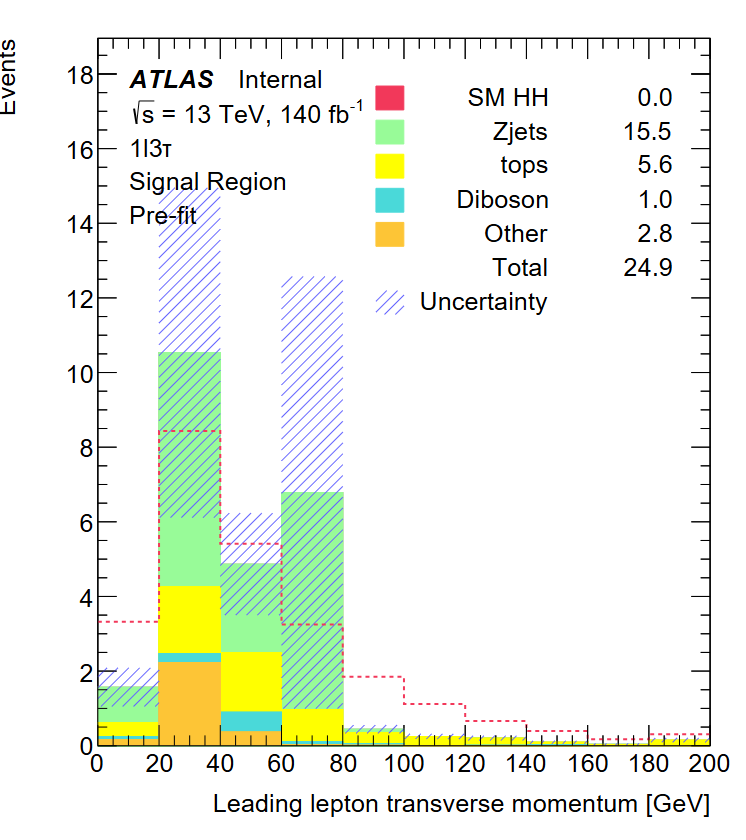 Events
18
16
14
12
10
8
6
4
2
0
ATLAS Internal
√s = 13 TeV, 140 fb-1
1l3τ
Signal Region
Pre-fit
SM HH 0.0
Zjets 15.5
tops 5.6
Diboson 1.0
Other 2.8
Total 24.9
Uncertainty
0 20 40 60 80 100 120 140 160 180 200
Leading lepton transverse momentum [GeV]